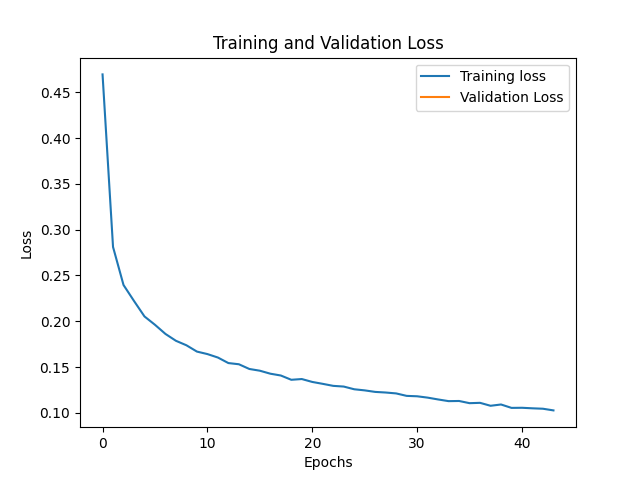 Training and Validation Loss
Training loss
Validation Loss
0.45
0.40
0.35
0.30
0.25
0.20
0.15
0.10
Loss
0
10
20
30
40
Epochs